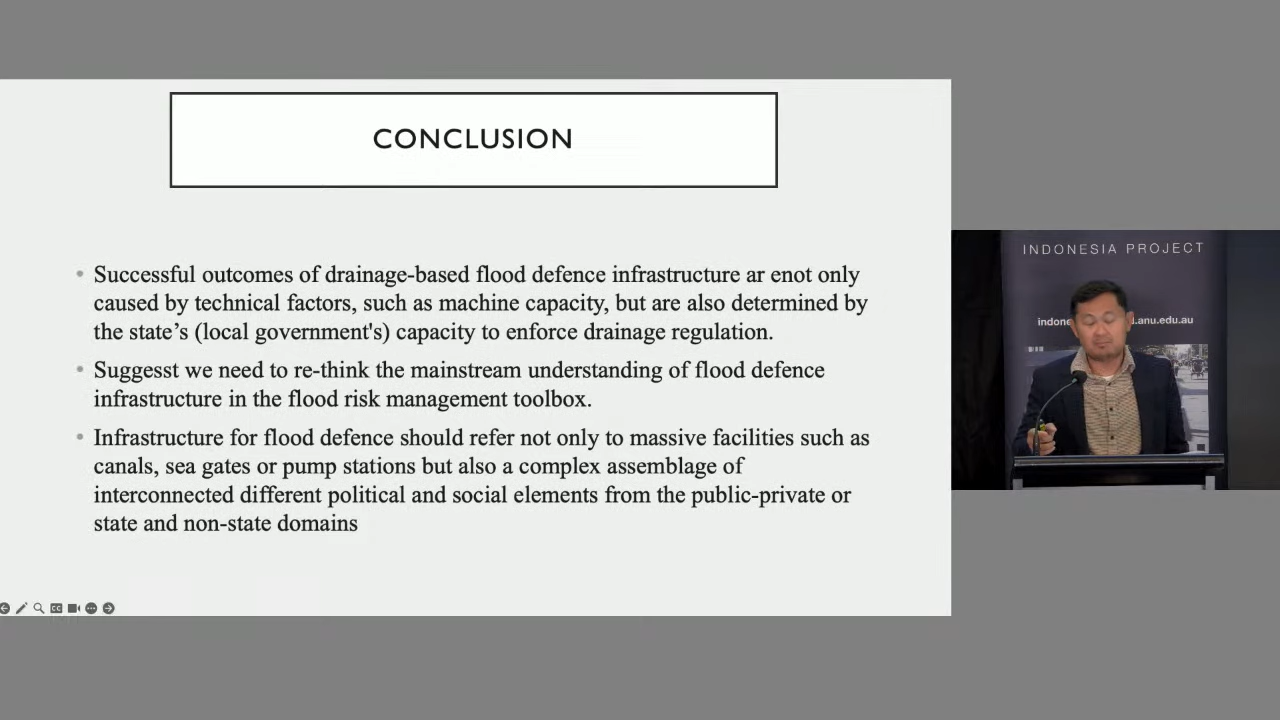 CONCLUSION
Successful outcomes of drainage-based flood defence infrastructure ar enot only
caused by technical factors, such as machine capacity, but are also determined by
the state’s (local government's) capacity to enforce drainage regulation.
Suggesst we need to re-think the mainstream understanding of flood defence
infrastructure in the flood risk management toolbox.
Infrastructure for flood defence should refer not only to massive facilities such as
canals, sea gates or pump stations but also a complex assemblage of
interconnected different political and social elements from the public-private or
state and non-state domains
INDONESIA PROJECT
.anu.edu.au